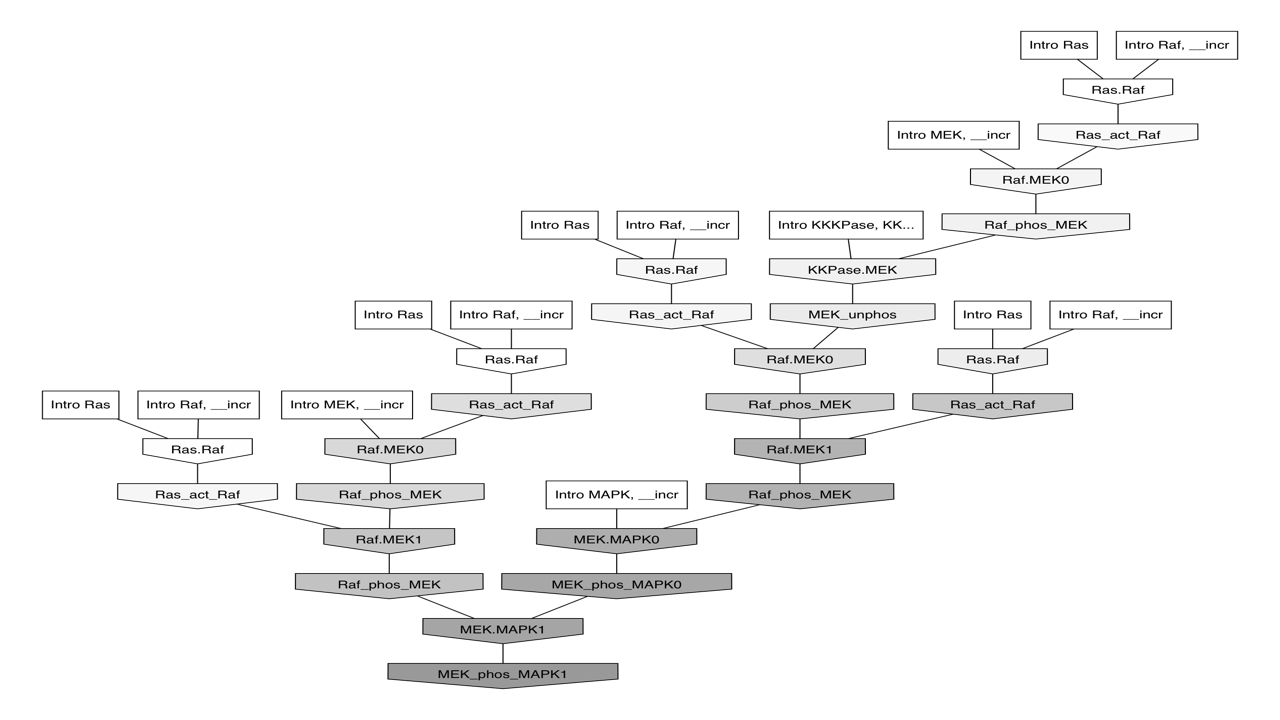 Intro Ras
Intro Raf, __incr
Ras.Raf
Intro MEK, __incr
Ras_act_Raf
Raf.MEK0
Intro Ras
Intro Raf, __incr
Intro KKKPase, KK...
Raf_phos_MEK
Ras.Raf
KKPase.MEK
Intro Ras
Intro Raf, __incr
Ras_act_Raf
MEK_unphos
Intro Ras
Intro Raf, __incr
Ras.Raf
Raf.MEK0
Ras.Raf
Intro Ras
Intro Raf, __incr
Intro MEK, __incr
Ras_act_Raf
Raf_phos_MEK
Ras_act_Raf
Ras.Raf
Raf.MEK0
Raf.MEK1
Ras_act_Raf
Raf_phos_MEK
Intro MAPK, __incr
Raf_phos_MEK
Raf.MEK1
MEK.MAPK0
Raf_phos_MEK
MEK_phos_MAPK0
MEK.MAPK1
MEK_phos_MAPK1